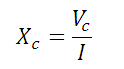 X_c = V_c / I